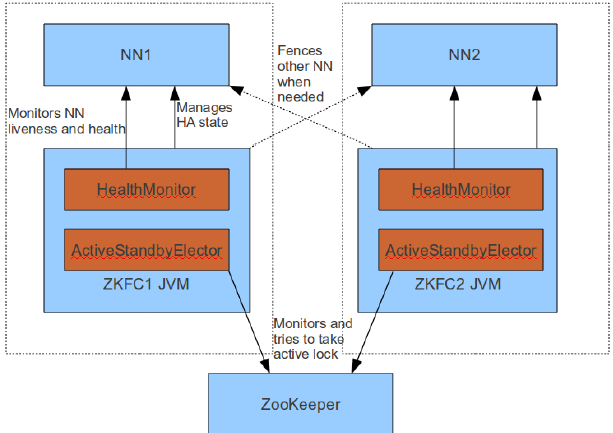 NN1
Fences
other NN
when
needed
NN2
Monitors NN
liveness and health
Manages
HA state
HealthMonitor
ActiveStandbyElector
ZKFC1 JVM
HealthMonitor
ActiveStandbyElector
ZKFC2 JVM
Monitors and
tries to take
active lock
ZooKeeper